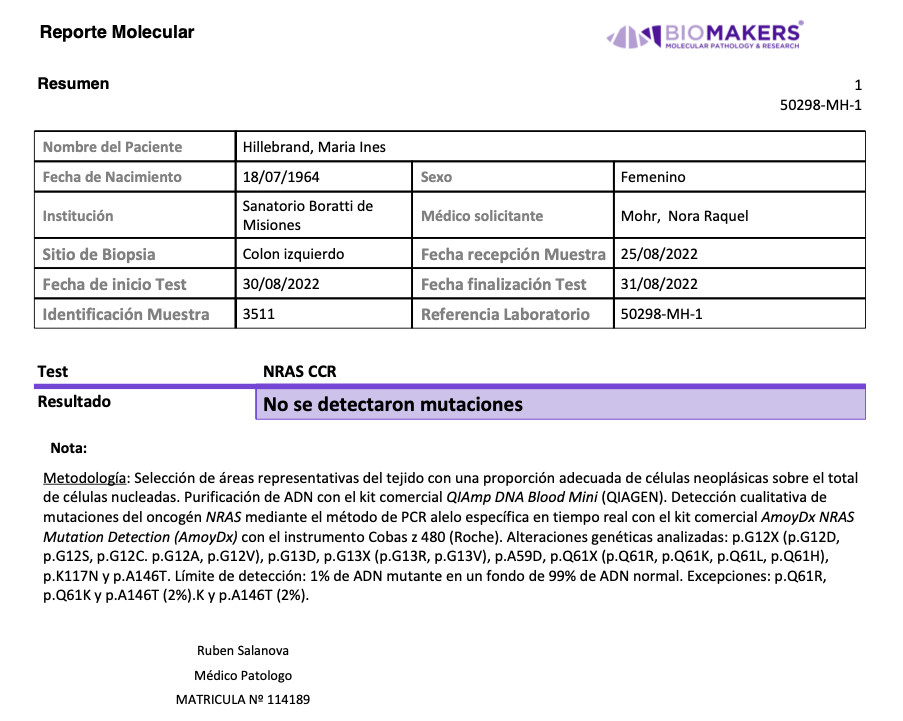 Reporte Molecular
BIOMAKERS®
MOLECULAR PATHOLOGY & RESEARCH
Resumen
1
50298-MH-1
Nombre del Paciente Hillebrand, Maria Ines
Fecha de Nacimiento 18/07/1964 Sexo Femenino
Institución Sanatorio Boratti de Misiones Médico solicitante Mohr, Nora Raquel
Sitio de Biopsia Colon izquierdo Fecha recepción Muestra 25/08/2022
Fecha de inicio Test 30/08/2022 Fecha finalización Test 31/08/2022
Identificación Muestra 3511 Referencia Laboratorio 50298-MH-1
Test NRAS CCR
Resultado No se detectaron mutaciones
Nota:
Metodología: Selección de áreas representativas del tejido con una proporción adecuada de células neoplásicas sobre el total
de células nucleadas. Purificación de ADN con el kit comercial QIAmp DNA Blood Mini (QIAGEN). Detección cualitativa de
mutaciones del oncogén NRAS mediante el método de PCR alelo específica en tiempo real con el kit comercial AmoyDx NRAS
Mutation Detection (AmoyDx) con el instrumento Cobas z 480 (Roche). Alteraciones genéticas analizadas: p.G12X (p.G12D,
p.G12S, p.G12C. p.G12A, p.G12V), p.G13D, p.G13X (p.G13R, p.G13V), p.A59D, p.Q61X (p.Q61R, p.Q61K, p.Q61L, p.Q61H),
p.K117N y p.A146T. Límite de detección: 1% de ADN mutante en un fondo de 99% de ADN normal. Excepciones: p.Q61R,
p.Q61K y p.A146T (2%).K y p.A146T (2%).
Ruben Salanova
Médico Patologo
MATRICULA Nº 114189